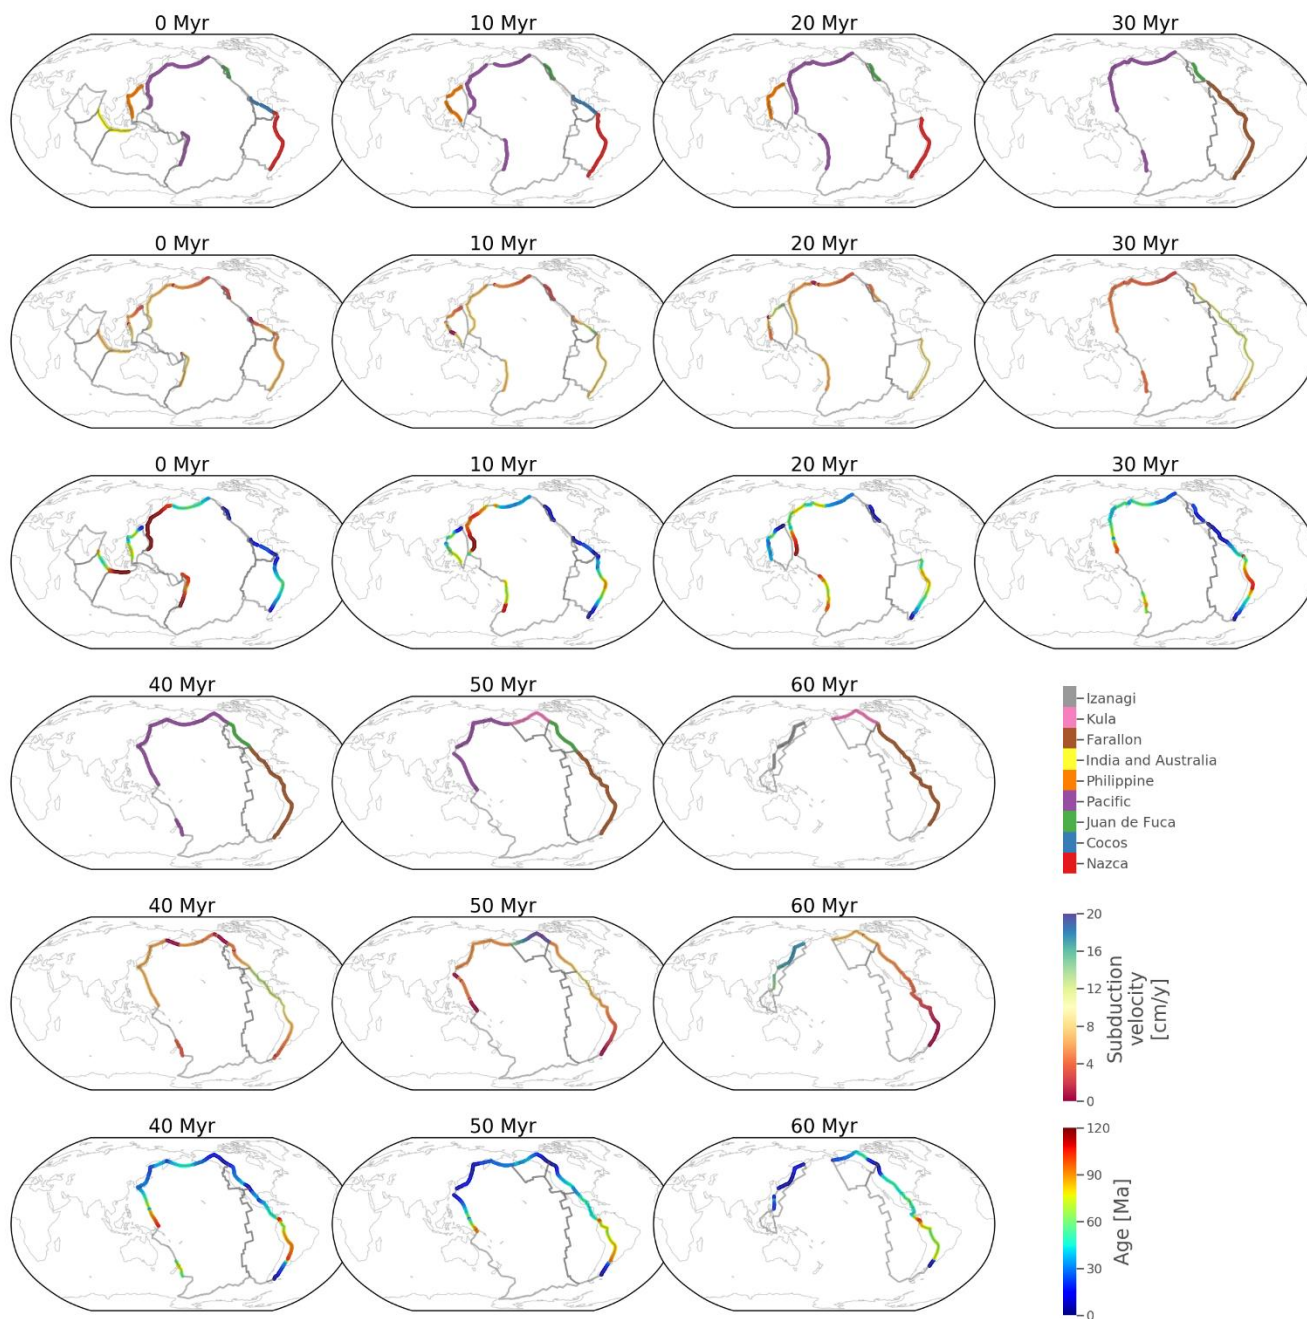 0 Myr
10 Myr
20 Myr
30 Myr
0 Myr
10 Myr
20 Myr
30 Myr
0 Myr
10 Myr
20 Myr
30 Myr
40 Myr
50 Myr
60 Myr
Izanagi
Kula
Farallon
India and Australia
Philippine
Pacific
Juan de Fuca
Cocos
Nazca
40 Myr
50 Myr
60 Myr
20
16
12
8
4
0
Subduction
velocity
[cm/y]
40 Myr
50 Myr
60 Myr
120
90
60
30
0
Age [Ma]